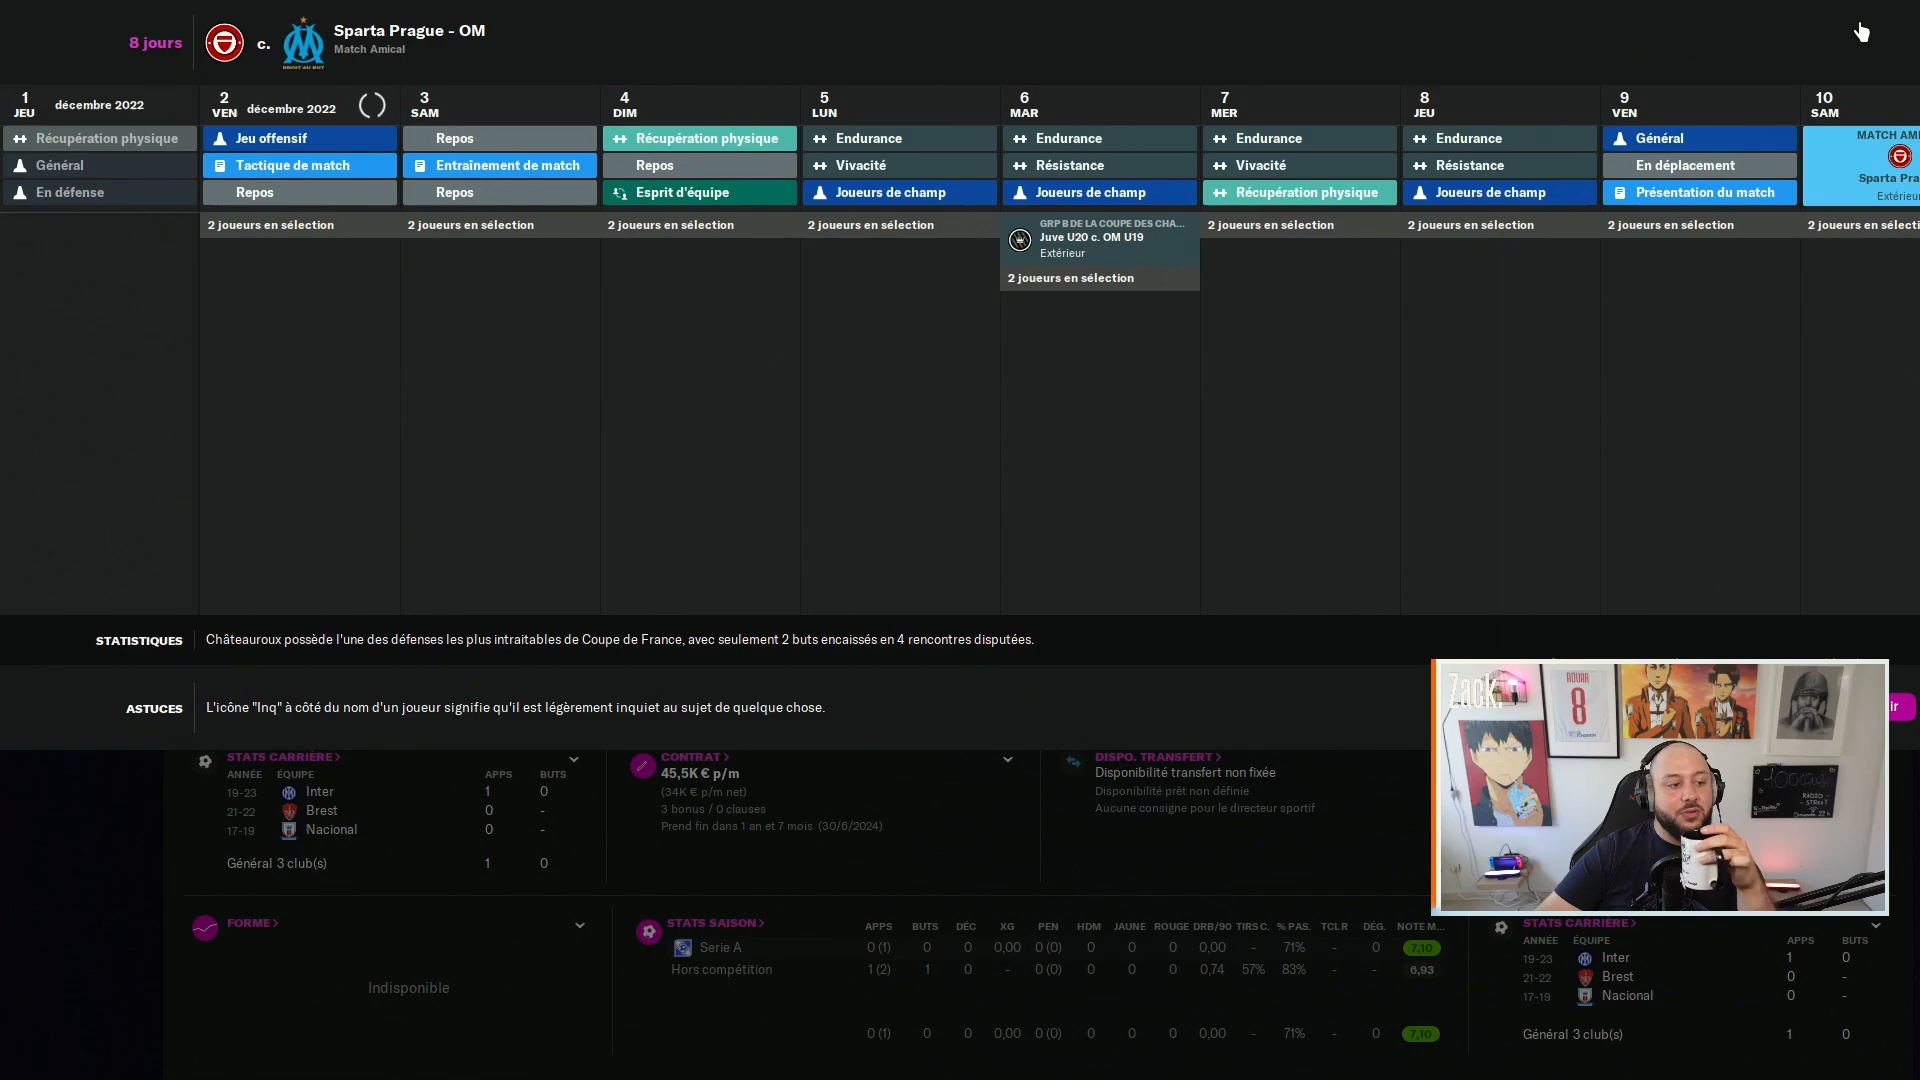 8 jours
c.
Sparta Prague - OM
Match Amical
DROIT AU BUT
1 JEU décembre 2022
2 VEN décembre 2022
3 SAM
4 DIM
5 LUN
6 MAR
7 MER
8 JEU
9 VEN
10 SAM
Récupération physique
Général
En défense
Jeu offensif
Tactique de match
Repos
2 joueurs en sélection
Repos
Entraînement de match
Repos
2 joueurs en sélection
Récupération physique
Repos
Esprit d'équipe
2 joueurs en sélection
Endurance
Vivacité
Joueurs de champ
2 joueurs en sélection
Endurance
Résistance
Joueurs de champ
GRP B DE LA COUPE DES CHA...
Juve U20 c. OM U19
Extérieur
2 joueurs en sélection
Endurance
Vivacité
Récupération physique
2 joueurs en sélection
Endurance
Résistance
Joueurs de champ
2 joueurs en sélection
Général
En déplacement
Présentation du match
2 joueurs en sélection
MATCH AMI
Sparta Pra
Extérieur
2 joueurs en sélecti
STATISTIQUES
Châteauroux possède l'une des défenses les plus intraitables de Coupe de France, avec seulement 2 buts encaissés en 4 rencontres disputées.
ASTUCES
L'icône "Inq" à côté du nom d'un joueur signifie qu'il est légèrement inquiet au sujet de quelque chose.
ir
Zack.
AOUAR
8
RADIO
STREET
STATS CARRIÈRE >
ANNÉE ÉQUIPE APPS BUTS
19-23 Inter 1 0
21-22 Brest 0 -
17-19 Nacional 0 -
Général 3 club(s) 1 0
CONTRAT >
45,5K € p/m
(34K € p/m net)
3 bonus / 0 clauses
Prend fin dans 1 an et 7 mois (30/6/2024)
DISPO. TRANSFERT >
Disponibilité transfert non fixée
Disponibilité prêt non définie
Aucune consigne pour le directeur sportif
FORME >
Indisponible
STATS SAISON >
APPS BUTS DÉC XG PEN HDM JAUNE ROUGE DRB/90 TIRS C. % PAS. TCL R DÉG. NOTE M...
Serie A 0 (1) 0 0 0,00 0 (0) 0 0 0 0,00 - 71% - 0 7,10
Hors compétition 1 (2) 1 0 - 0 (0) 0 0 0 0,74 57% 83% - - 6,93
0 (1) 0 0 0,00 0 (0) 0 0 0 0,00 - 71% - 0 7,10
STATS CARRIÈRE >
ANNÉE ÉQUIPE APPS BUTS
19-23 Inter 1 0
21-22 Brest 0 -
17-19 Nacional 0 -
Général 3 club(s) 1 0